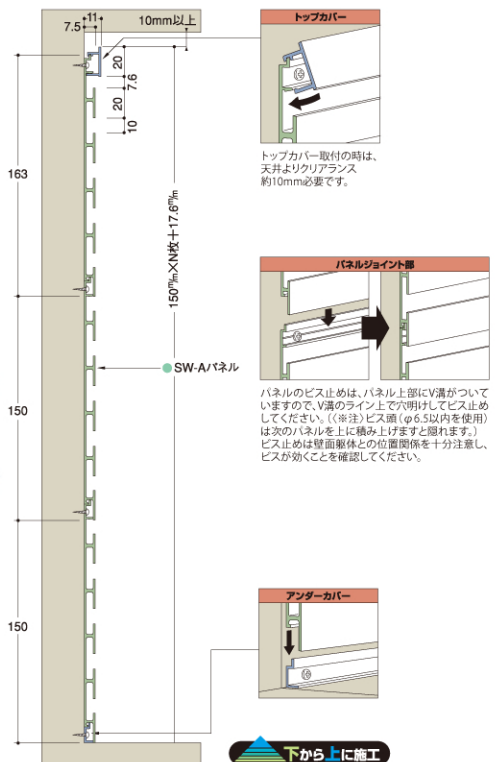 11
7.5
10mm以上
20
7.6
20
10
163
150
150
150m/m×N枚+17.6m/m
SW-Aパネル
トップカバー
トップカバー取付の時は、
天井よりクリアランス
約10mm必要です。
パネルジョイント部
パネルのビス止めは、パネル上部にV溝がついて
いますので、V溝のライン上で穴明けしてビス止め
してください。(《※注》ビス頭(φ6.5以内を使用)
は次のパネルを上に積み上げますと隠れます。)
ビス止めは壁面躯体との位置関係を十分注意し、
ビスが効くことを確認してください。
アンダーカバー
下から上に施工